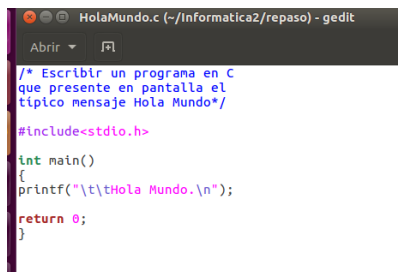 HolaMundo.c (~/Informatica2/repaso) - gedit
Abrir
/* Escribir un programa en C
que presente en pantalla el
típico mensaje Hola Mundo*/
#include<stdio.h>
int main()
{
printf("\t\tHola Mundo.\n");
return 0;
}